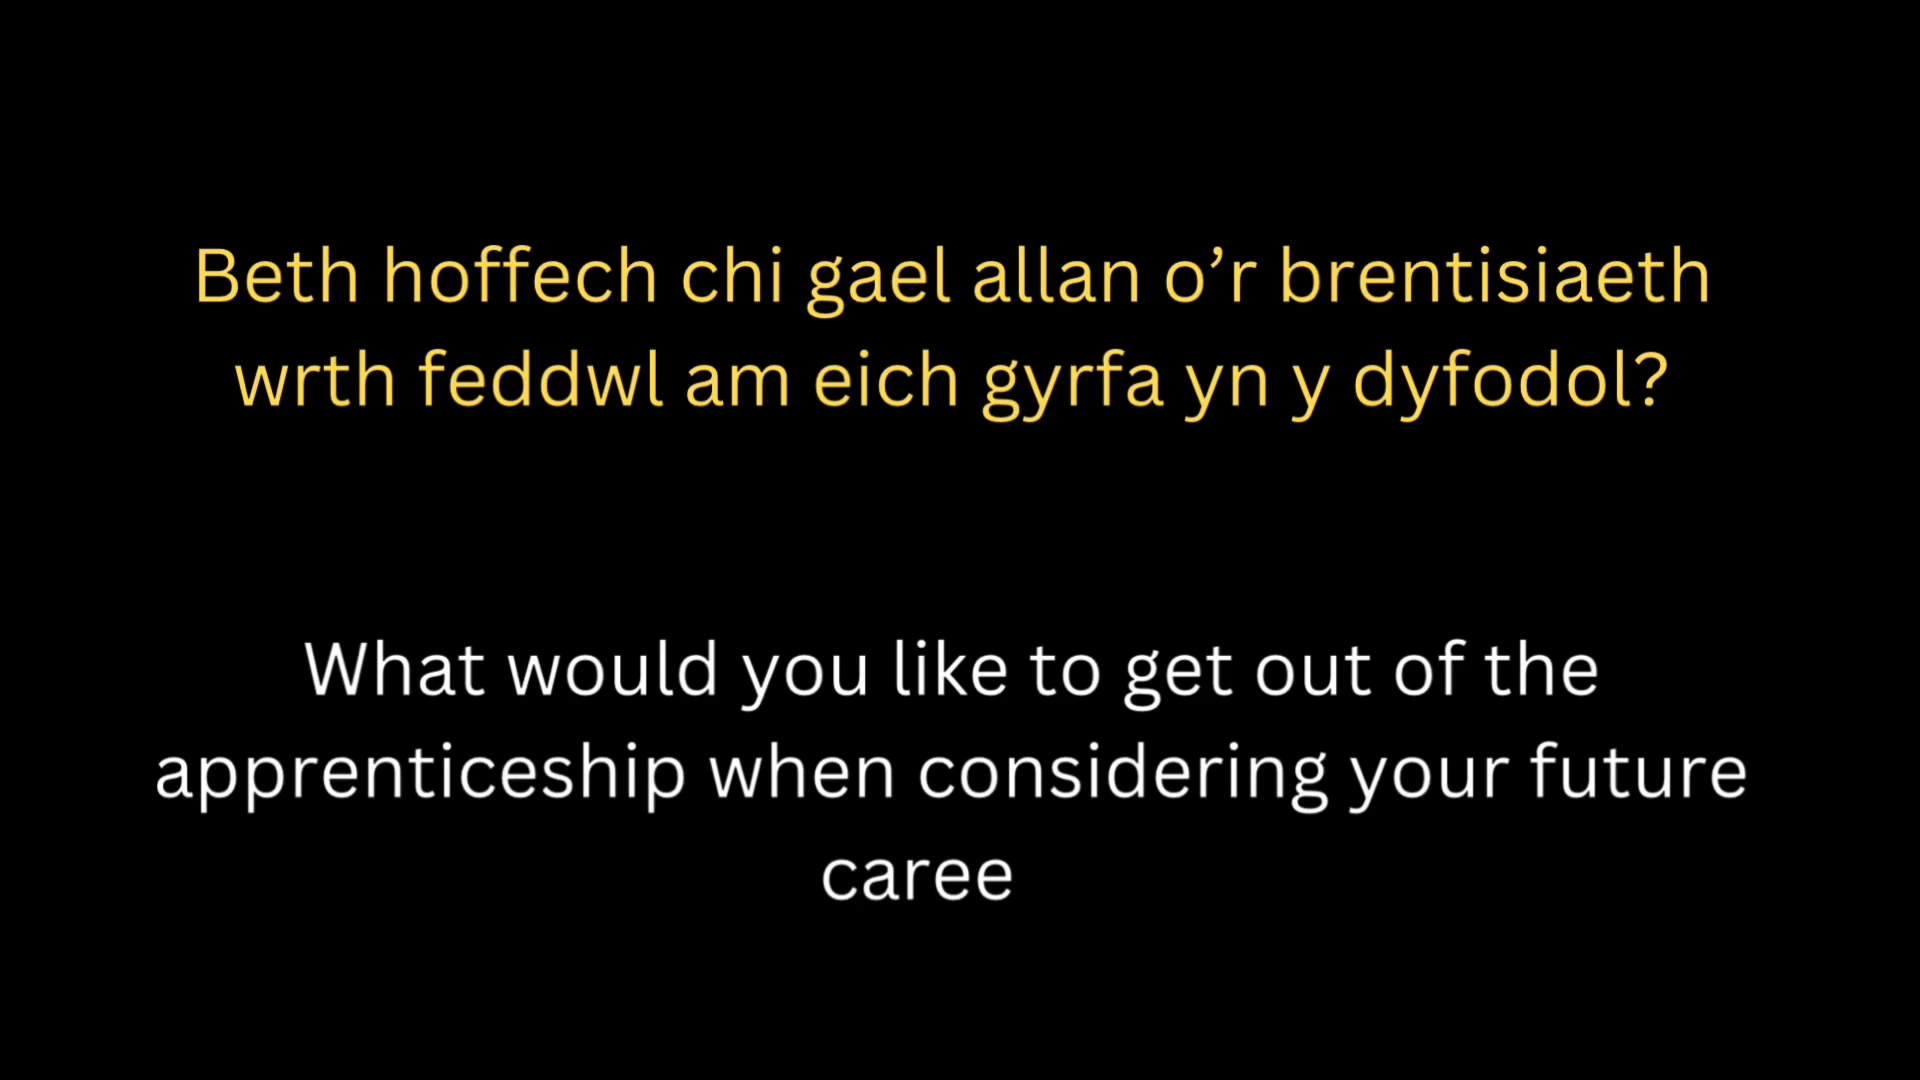 Beth hoffech chi gael allan o’r brentisiaeth
wrth feddwl am eich gyrfa yn y dyfodol?
What would you like to get out of the
apprenticeship when considering your future
caree